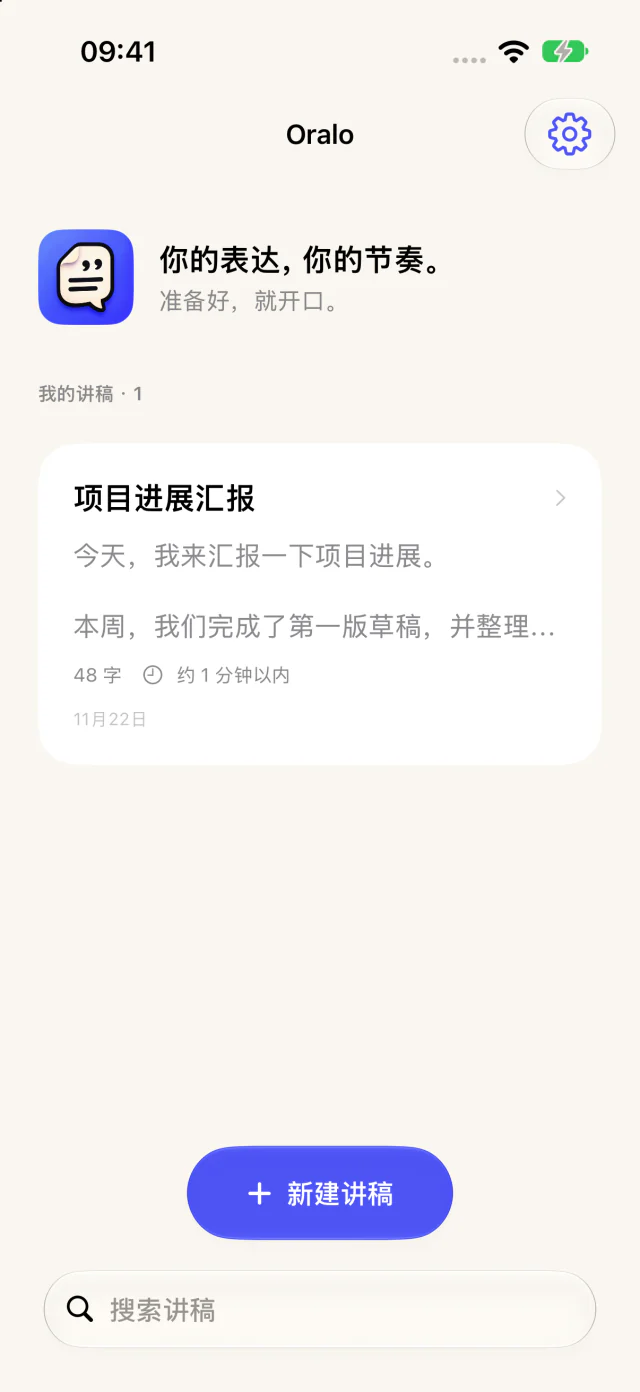 09:41
Oralo
你的表达，你的节奏。
准备好，就开口。
我的讲稿 · 1
项目进展汇报
今天，我来汇报一下项目进展。
本周，我们完成了第一版草稿，并整理...
48 字 约 1 分钟以内
11月22日
+ 新建讲稿
搜索讲稿